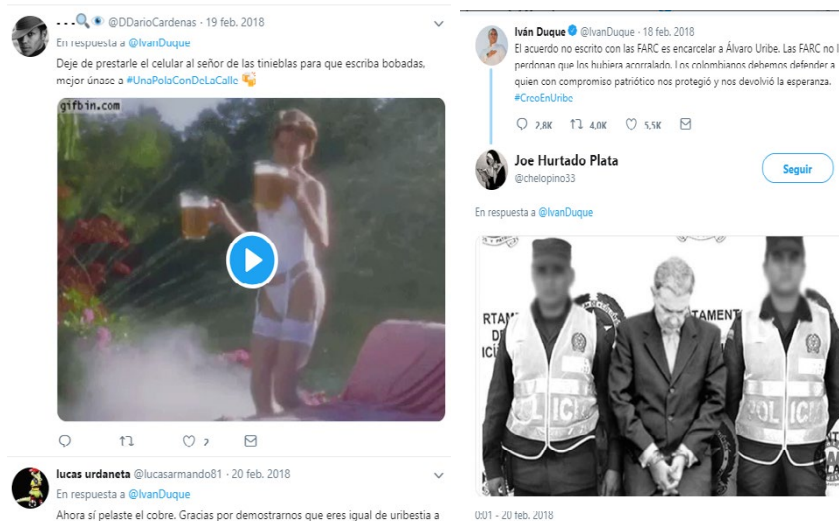 - - - @DDarioCardenas · 19 feb. 2018
En respuesta a @IvanDuque
Deje de prestarle el celular al señor de las tinieblas para que escriba bobadas,
mejor únase a #UnaPolaConDeLaCalle
gifbin.com
2
lucas urdaneta @lucasarmando81 · 20 feb. 2018
En respuesta a @IvanDuque
Ahora sí pelaste el cobre. Gracias por demostrarnos que eres igual de uribestia a
Iván Duque @IvanDuque · 18 feb. 2018
El acuerdo no escrito con las FARC es encarcelar a Álvaro Uribe. Las FARC no l
perdonan que los hubiera acorralado. Los colombianos debemos defender a
quien con compromiso patriótico nos protegió y nos devolvió la esperanza.
#CreoEnUribe
2,8K 4,0K 5,5K
Joe Hurtado Plata
@chelopino33
Seguir
En respuesta a @IvanDuque
RTAM
TAMENT
POLICI
0:01 - 20 feb. 2018